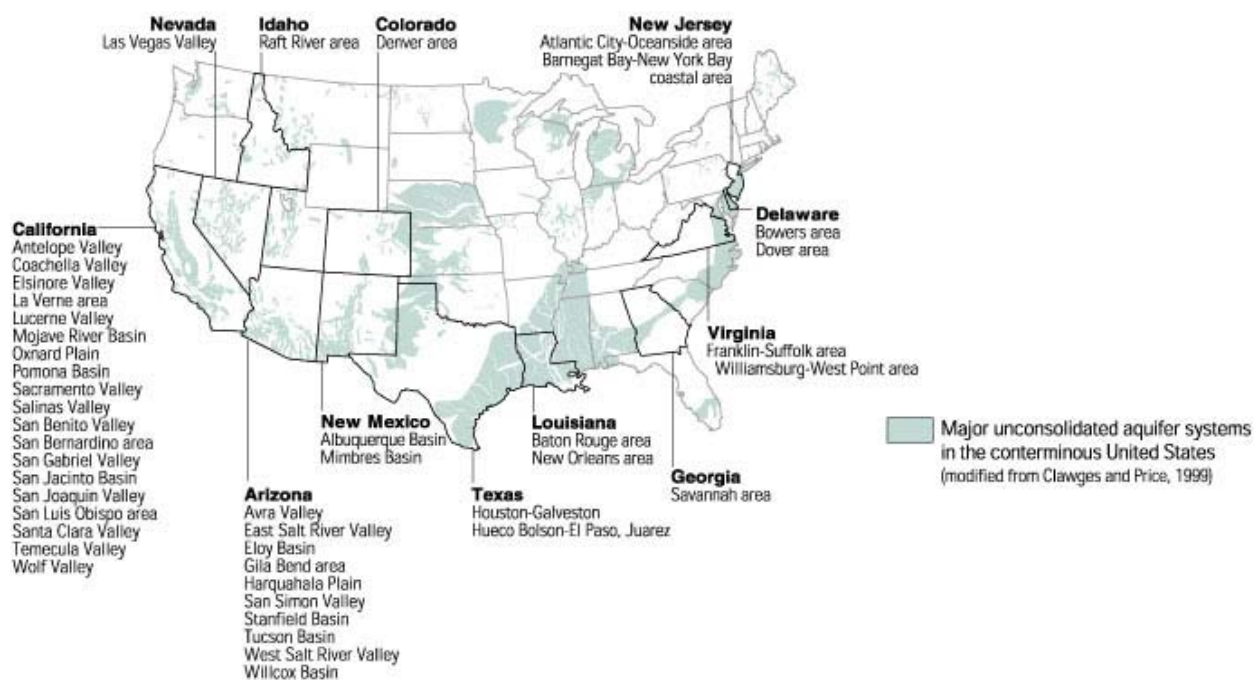 Nevada
Las Vegas Valley
Idaho
Raft River area
Colorado
Denver area
New Jersey
Atlantic City-Oceanside area
Barnegat Bay-New York Bay
coastal area
California
Antelope Valley
Coachella Valley
Elsinore Valley
La Verne area
Lucerne Valley
Mojave River Basin
Oxnard Plain
Pomona Basin
Sacramento Valley
Salinas Valley
San Benito Valley
San Bernardino area
San Gabriel Valley
San Jacinto Basin
San Joaquin Valley
San Luis Obispo area
Santa Clara Valley
Temecula Valley
Wolf Valley
Delaware
Bowers area
Dover area
Virginia
Franklin-Suffolk area
Williamsburg-West Point area
New Mexico
Albuquerque Basin
Mimbres Basin
Louisiana
Baton Rouge area
New Orleans area
Georgia
Savannah area
Arizona
Avra Valley
East Salt River Valley
Eloy Basin
Gila Bend area
Harquahala Plain
San Simon Valley
Stanfield Basin
Tucson Basin
West Salt River Valley
Willcox Basin
Texas
Houston-Galveston
Hueco Bolson-El Paso, Juarez
Major unconsolidated aquifer systems
in the conterminous United States
(modified from Clawges and Price, 1999)